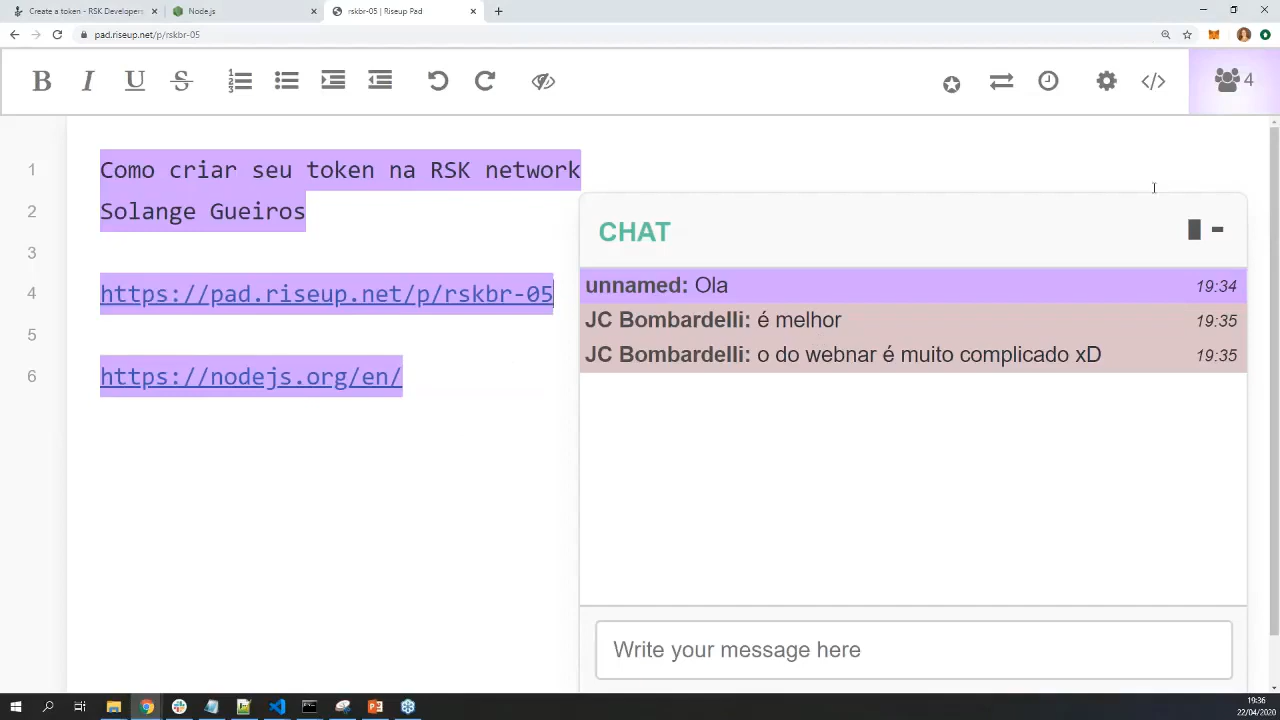 Create a token - RSK Developers
Node.js
rskbr-05 | Riseup Pad
pad.riseup.net/p/rskbr-05
4
1 Como criar seu token na RSK network
2 Solange Gueiros
3
4 https://pad.riseup.net/p/rskbr-05
5
6 https://nodejs.org/en/
CHAT
unnamed: Ola 19:34
JC Bombardelli: é melhor 19:35
JC Bombardelli: o do webnar é muito complicado xD 19:35
Write your message here
19:36
22/04/2020